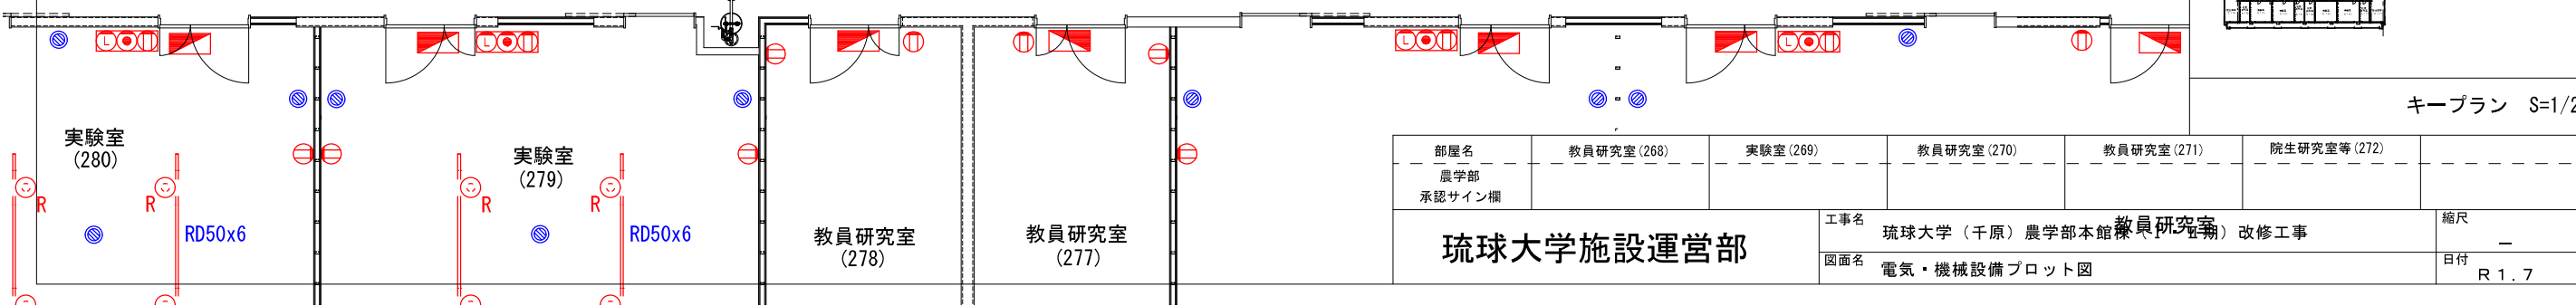 L
L
L
L
実験室
(280)
実験室
(279)
R
R
R
R
RD50x6
RD50x6
教員研究室
(278)
教員研究室
(277)
キープラン S=1/2
部屋名
教員研究室(268)
実験室(269)
教員研究室(270)
教員研究室(271)
院生研究室等(272)
農学部
承認サイン欄
琉球大学施設運営部
工事名
琉球大学（千原）農学部本館棟（Ⅰ・Ⅱ期）改修工事
教員研究室
縮尺
－
図面名
電気・機械設備プロット図
日付
Ｒ１.７